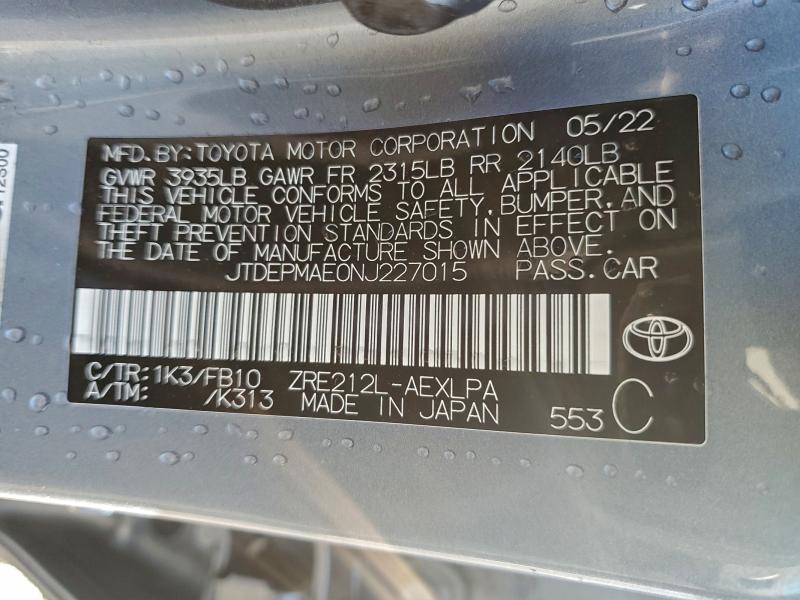 MFD.BY:TOYOTA MOTOR CORPORATION 05/22
GVWR 3935LB GAWR FR 2315LB RR 2140LB
THIS VEHICLE CONFORMS TO ALL APPLICABLE
FEDERAL MOTOR VEHICLE SAFETY,BUMPER,AND
THEFT PREVENTION STANDARDS IN EFFECT ON
THE DATE OF MANUFACTURE SHOWN ABOVE.
JTDEPMAE0NJ227015 PASS.CAR
C/TR:1K3/FB10 ZRE212L-AEXLPA
A/TM: /K313 MADE IN JAPAN 553 C